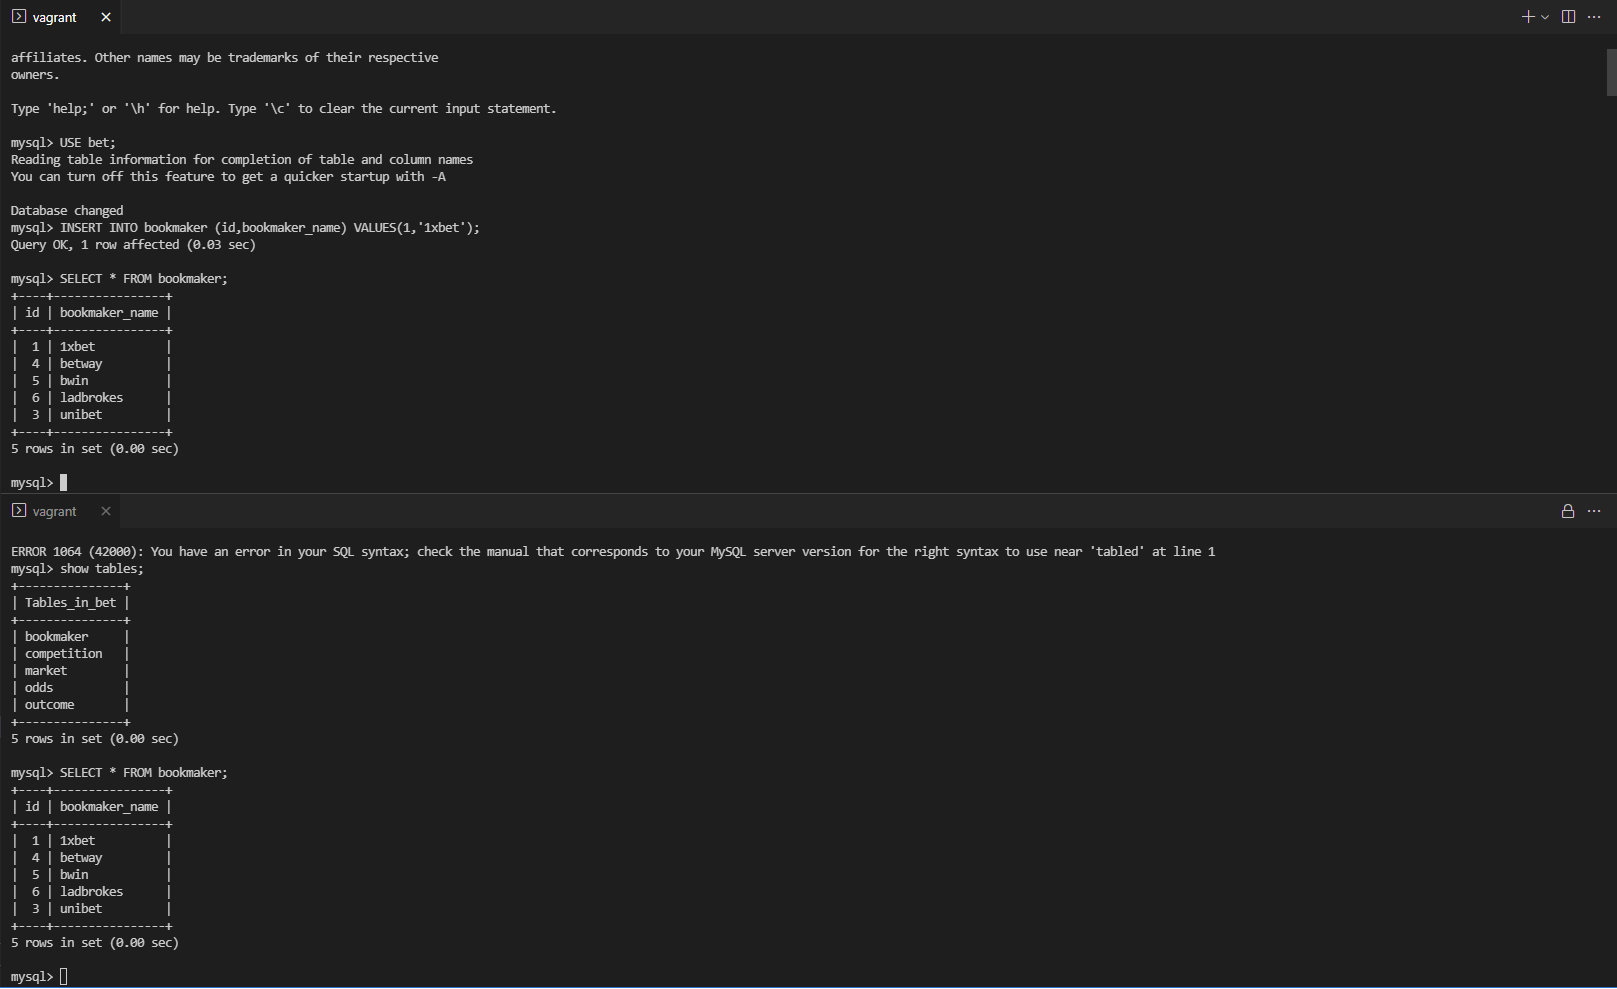 vagrant
affiliates. Other names may be trademarks of their respective
owners.
Type 'help;' or '\h' for help. Type '\c' to clear the current input statement.
mysql> USE bet;
Reading table information for completion of table and column names
You can turn off this feature to get a quicker startup with -A
Database changed
mysql> INSERT INTO bookmaker (id,bookmaker_name) VALUES(1,'1xbet');
Query OK, 1 row affected (0.03 sec)
mysql> SELECT * FROM bookmaker;
+----+----------------+
| id | bookmaker_name |
+----+----------------+
|  1 | 1xbet          |
|  4 | betway         |
|  5 | bwin           |
|  6 | ladbrokes      |
|  3 | unibet         |
+----+----------------+
5 rows in set (0.00 sec)
mysql>
vagrant
ERROR 1064 (42000): You have an error in your SQL syntax; check the manual that corresponds to your MySQL server version for the right syntax to use near 'tabled' at line 1
mysql> show tables;
+---------------+
| Tables_in_bet |
+---------------+
| bookmaker     |
| competition   |
| market        |
| odds          |
| outcome       |
+---------------+
5 rows in set (0.00 sec)
mysql> SELECT * FROM bookmaker;
+----+----------------+
| id | bookmaker_name |
+----+----------------+
|  1 | 1xbet          |
|  4 | betway         |
|  5 | bwin           |
|  6 | ladbrokes      |
|  3 | unibet         |
+----+----------------+
5 rows in set (0.00 sec)
mysql>